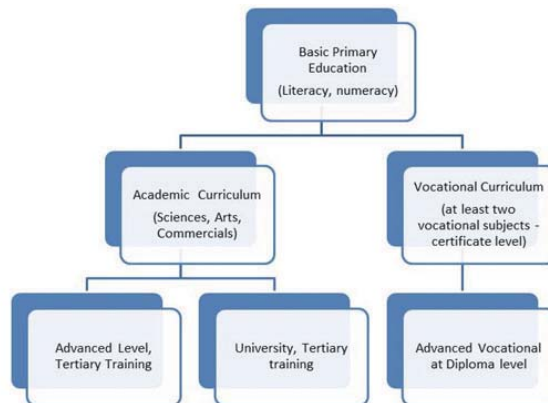 Basic Primary
Education
(Literacy, numeracy)
Academic Curriculum
(Sciences, Arts,
Commercials)
Vocational Curriculum
(at least two
vocational subjects -
certificate level)
Advanced Level,
Tertiary Training
University, Tertiary
training
Advanced Vocational
at Diploma level